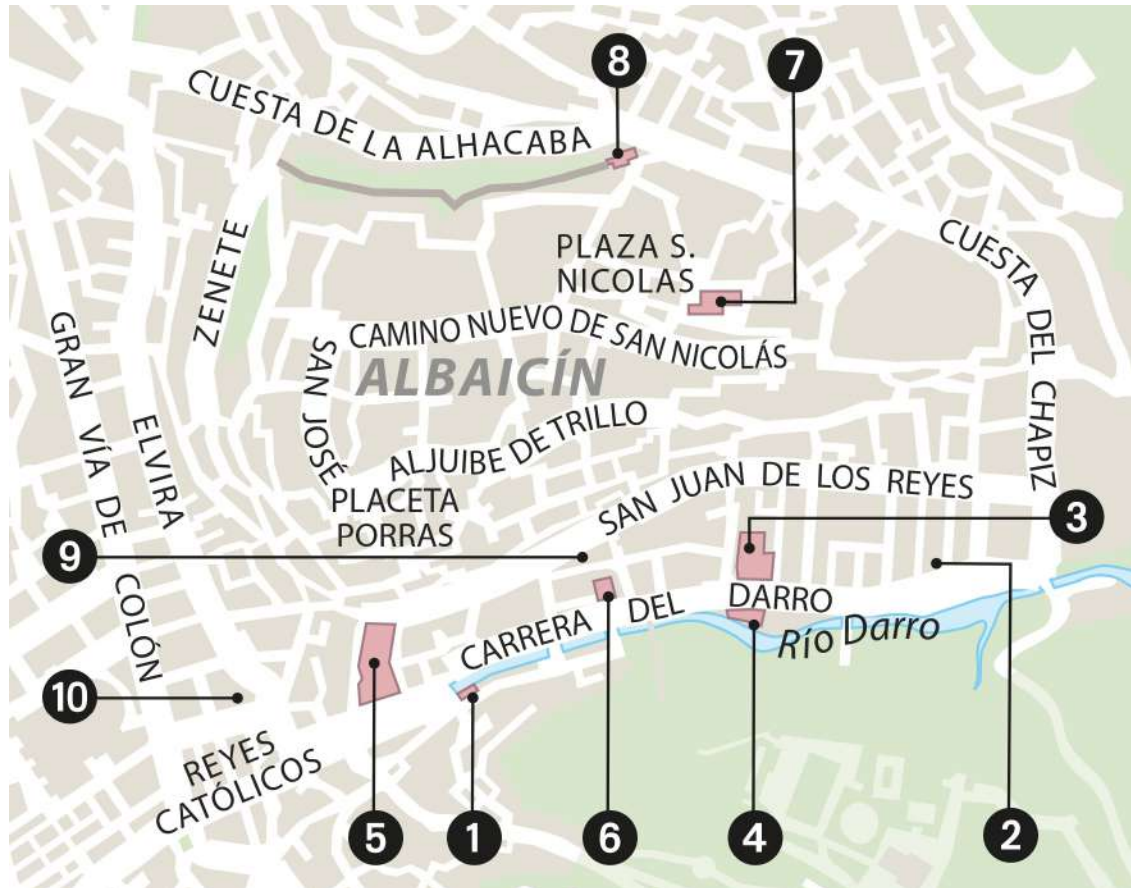 8
7
CUESTA DE LA ALHACABA
PLAZA S.
NICOLAS
CUESTA DEL CHAPIZ
ZENETE
CAMINO NUEVO DE SAN NICOLÁS
ALBAICÍN
SAN JOSÉ
GRAN VÍA DE COLÓN
ELVIRA
ALJUIBE DE TRILLO
PLACETA
PORRAS
SAN JUAN DE LOS REYES
3
9
CARRERA DEL DARRO
Río Darro
10
REYES
CATÓLICOS
5
1
6
4
2